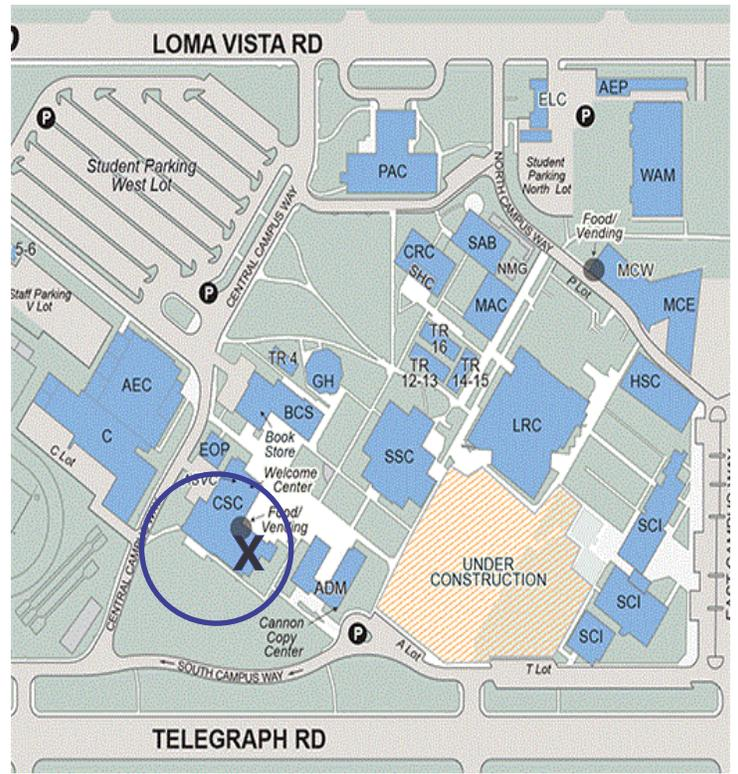 LOMA VISTA RD
P
Student Parking
West Lot
5-6
Staff Parking
V Lot
P
CENTRAL CAMPUS WAY
PAC
NORTH CAMPUS WAY
ELC
AEP
P
Student
Parking
North Lot
WAM
Food/
Vending
MCW
P Lot
MCE
HSC
CRC
SHC
SAB
NMG
MAC
TR
16
TR
12-13
TR
14-15
TR 4
GH
BCS
Book
Store
AEC
C
C Lot
EOP
Welcome
Center
CSC
Food/
Vending
X
SSC
LRC
UNDER
CONSTRUCTION
SCI
SCI
SCI
ADM
Cannon
Copy
Center
P
A Lot
T Lot
CENTRAL CAMPUS WAY
SOUTH CAMPUS WAY
TELEGRAPH RD